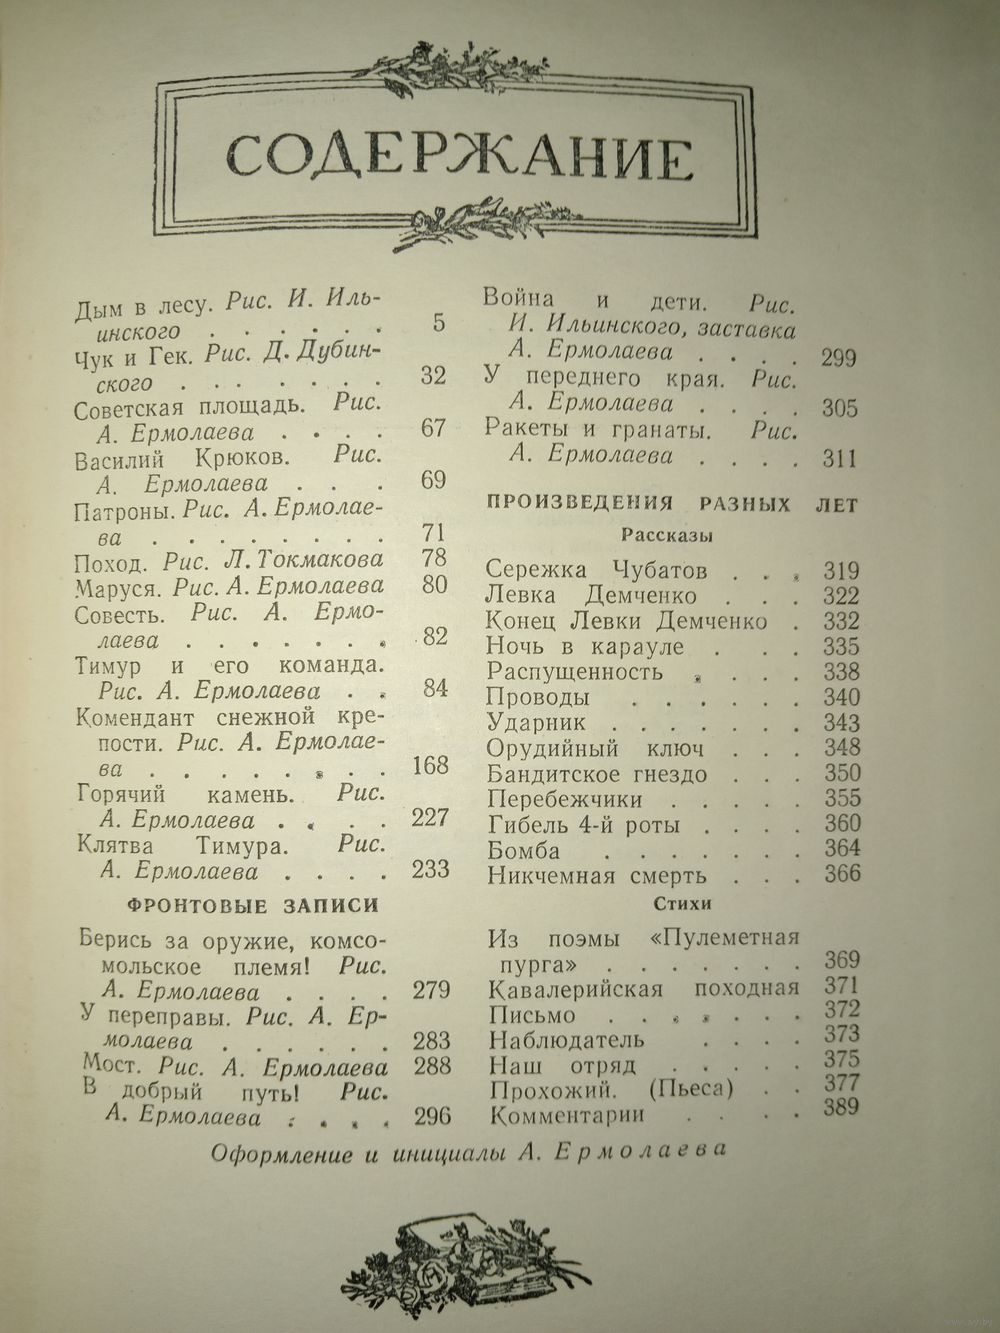 СОДЕРЖАНИЕ
Дым в лесу. Рис. И. Иль-
инского . . . . . . 5
Чук и Гек. Рис. Д. Дубин-
ского . . . . . . . 32
Советская площадь. Рис.
А. Ермолаева . . . . 67
Василий Крюков. Рис.
А. Ермолаева . . . 69
Патроны. Рис. А. Ермолае-
ва . . . . . . . . 71
Поход. Рис. Л. Токмакова 78
Маруся. Рис. А. Ермолаева 80
Совесть. Рис. А. Ермо-
лаева . . . . . . . 82
Тимур и его команда.
Рис. А. Ермолаева . . 84
Комендант снежной кре-
пости. Рис. А. Ермолае-
ва . . . . . . . . 168
Горячий камень. Рис.
А. Ермолаева . . . . 227
Клятва Тимура. Рис.
А. Ермолаева . . . . 233
ФРОНТОВЫЕ ЗАПИСИ
Берись за оружие, комсо-
мольское племя! Рис.
А. Ермолаева . . . . 279
У переправы. Рис. А. Ер-
молаева . . . . . . 283
Мост. Рис. А. Ермолаева 288
В добрый путь! Рис.
А. Ермолаева . . . . 296
Война и дети. Рис.
И. Ильинского, заставка
А. Ермолаева . . . . 299
У переднего края. Рис.
А. Ермолаева . . . . 305
Ракеты и гранаты. Рис.
А. Ермолаева . . . . 311
ПРОИЗВЕДЕНИЯ РАЗНЫХ ЛЕТ
Рассказы
Сережка Чубатов . . . 319
Левка Демченко . . . 322
Конец Левки Демченко . 332
Ночь в карауле . . . 335
Распущенность . . . . 338
Проводы . . . . . . 340
Ударник . . . . . . . 343
Орудийный ключ . . . 348
Бандитское гнездо . . . 350
Перебежчики . . . . . 355
Гибель 4-й роты . . . . 360
Бомба . . . . . . . 364
Никчемная смерть . . . 366
Стихи
Из поэмы «Пулеметная
пурга» . . . . . . . 369
Кавалерийская походная 371
Письмо . . . . . . . 372
Наблюдатель . . . . 373
Наш отряд . . . . . 375
Прохожий. (Пьеса) . . 377
Комментарии . . . . 389
Оформление и инициалы А. Ермолаева
www.ay.by